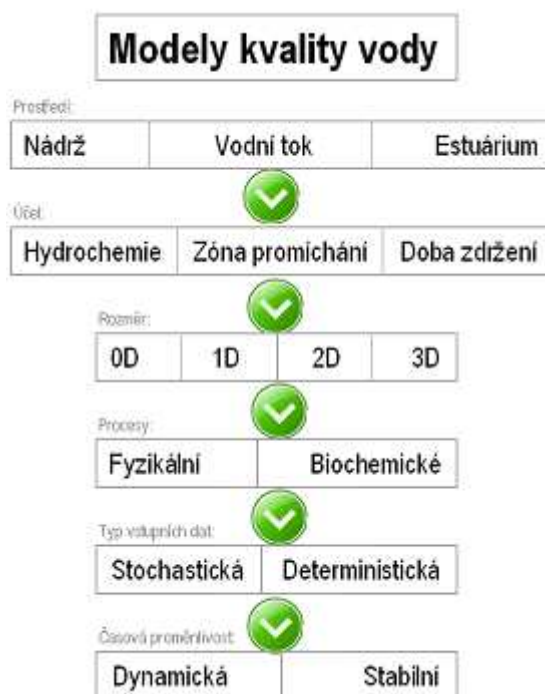 Modely kvality vody
Prostředí:
Nádrž Vodní tok Estuárium
Účel:
Hydrochemie Zóna promíchání Doba zdržení
Rozměr:
0D 1D 2D 3D
Procesy:
Fyzikální Biochemické
Typ vstupních dat:
Stochastická Deterministická
Časová proměnlivost:
Dynamická Stabilní